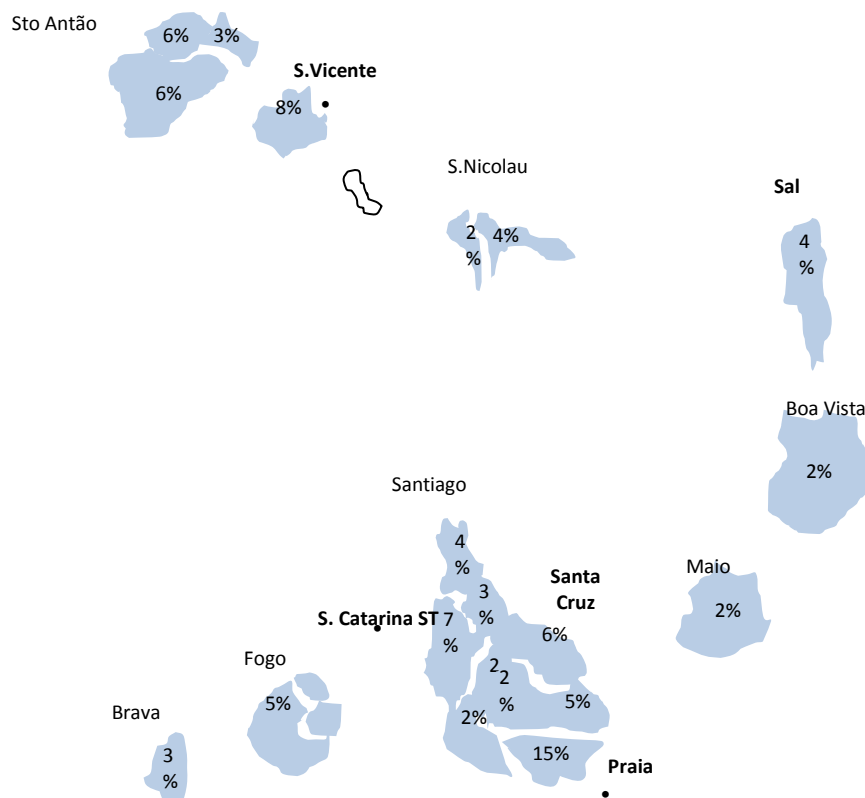 Sto Antão
6%
3%
S.Vicente
6%
8%
S.Nicolau
Sal
2
%
4%
4
%
Boa Vista
2%
Santiago
4
%
Santa
Cruz
Maio
3
%
2%
S. Catarina ST
7
%
6%
Fogo
2
2
%
5%
5%
Brava
2%
3
%
15%
Praia